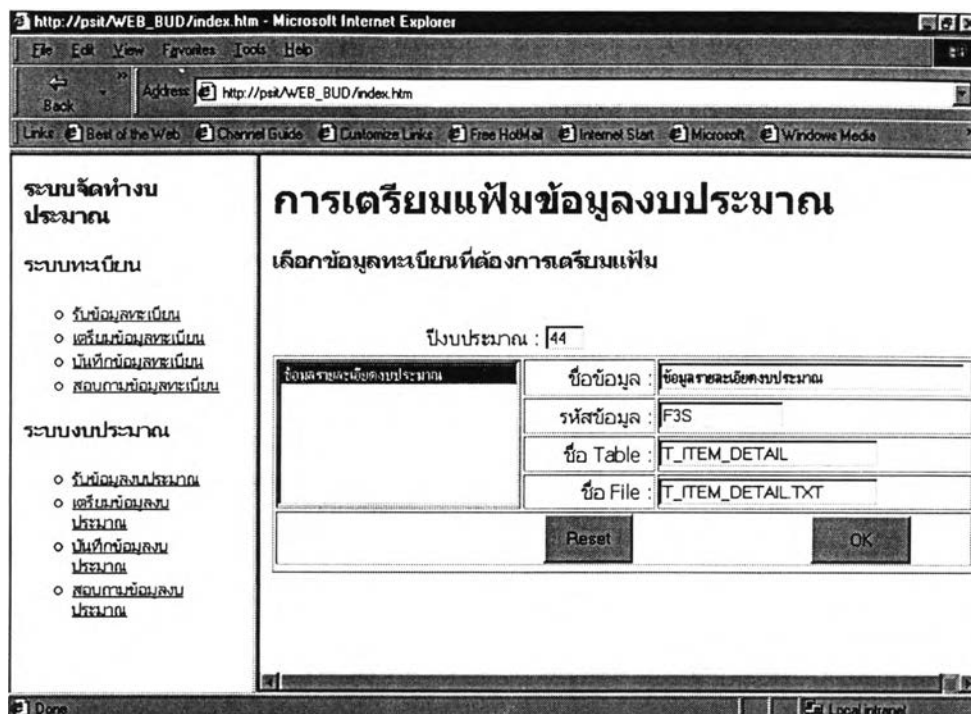 http://psit/WEB_BUD/index.htm - Microsoft Internet Explorer
File Edit View Favorites Tools Help
Back
Address http://psit/WEB_BUD/index.htm
Links Best of the Web Channel Guide Customize Links Free HotMail Internet Start Microsoft Windows Media
ระบบจัดทำงบ
ประมาณ
ระบบทะเบียน
รับข้อมูลทะเบียน
เตรียมข้อมูลทะเบียน
บันทึกข้อมูลทะเบียน
สอบถามข้อมูลทะเบียน
ระบบงบประมาณ
รับข้อมูลงบประมาณ
เตรียมข้อมูลงบ
ประมาณ
บันทึกข้อมูลงบ
ประมาณ
สอบถามข้อมูลงบ
ประมาณ
การเตรียมแฟ้มข้อมูลงบประมาณ
เลือกข้อมูลทะเบียนที่ต้องการเตรียมแฟ้ม
ปีงบประมาณ : 44
ข้อมูลรายละเอียดงบประมาณ
ชื่อข้อมูล : ข้อมูลรายละเอียดงบประมาณ
รหัสข้อมูล : F3S
ชื่อ Table : T_ITEM_DETAIL
ชื่อ File : T_ITEM_DETAIL.TXT
Reset OK
Done Local intranet